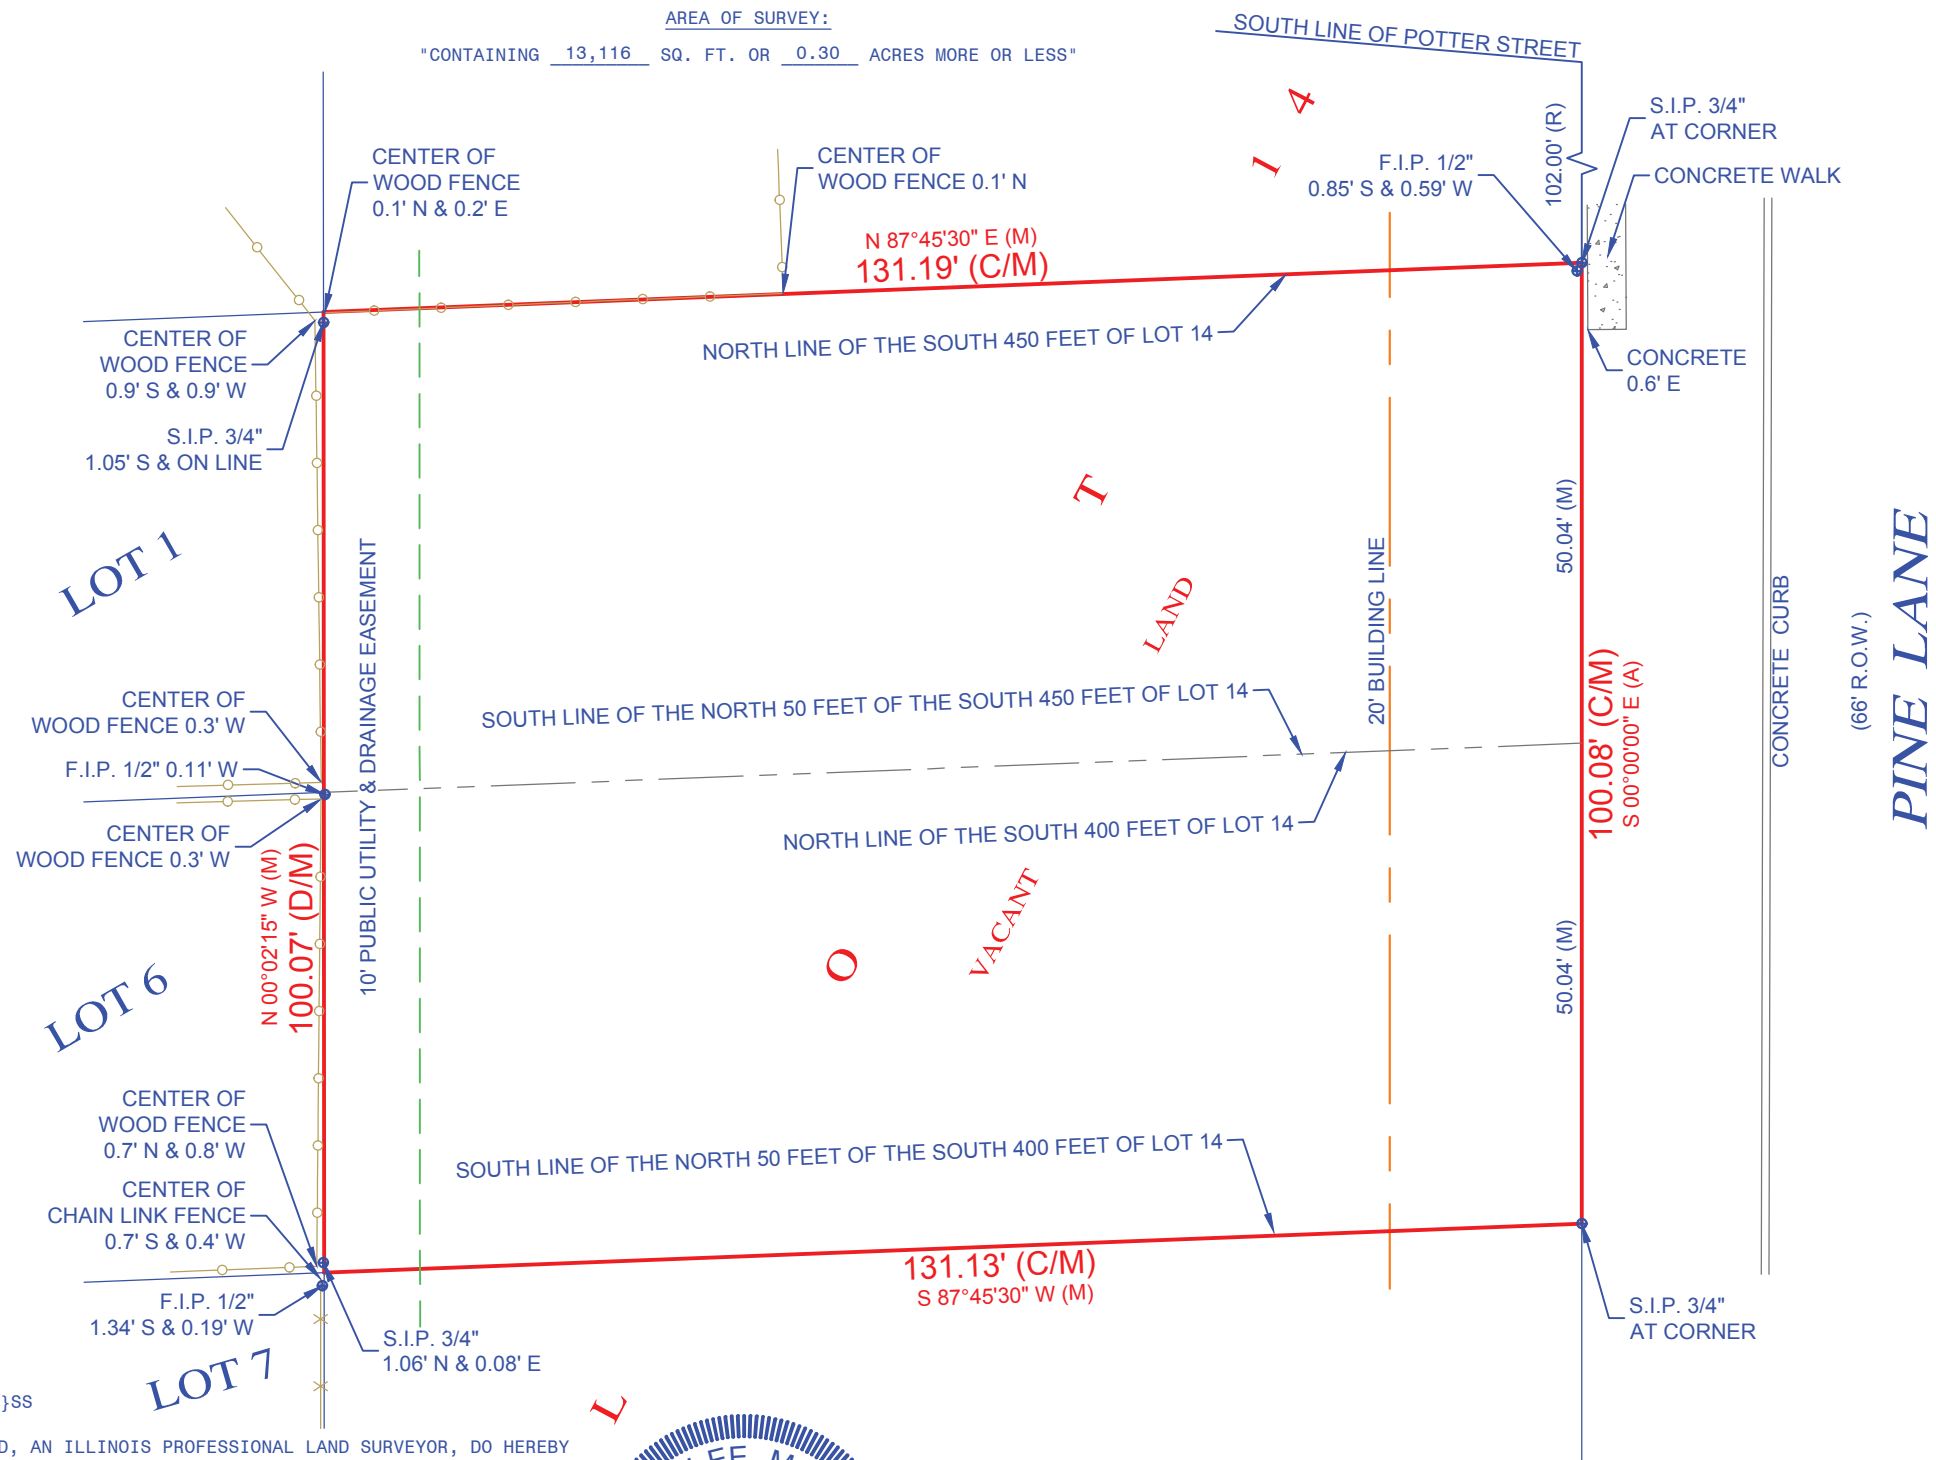 AREA OF SURVEY:
"CONTAINING 13,116 SQ. FT. OR 0.30 ACRES MORE OR LESS"
SOUTH LINE OF POTTER STREET
102.00' (R)
S.I.P. 3/4"
AT CORNER
CONCRETE WALK
F.I.P. 1/2"
0.85' S & 0.59' W
CENTER OF
WOOD FENCE
0.1' N & 0.2' E
CENTER OF
WOOD FENCE 0.1' N
N 87°45'30" E (M)
131.19' (C/M)
NORTH LINE OF THE SOUTH 450 FEET OF LOT 14
CENTER OF
WOOD FENCE
0.9' S & 0.9' W
S.I.P. 3/4"
1.05' S & ON LINE
CONCRETE
0.6' E
LOT 1
10' PUBLIC UTILITY & DRAINAGE EASEMENT
L O T 14
VACANT LAND
20' BUILDING LINE
50.04' (M)
100.08' (C/M)
S 00°00'00" E (A)
CONCRETE CURB
(66' R.O.W.)
PINE LANE
CENTER OF
WOOD FENCE 0.3' W
F.I.P. 1/2" 0.11' W
CENTER OF
WOOD FENCE 0.3' W
SOUTH LINE OF THE NORTH 50 FEET OF THE SOUTH 450 FEET OF LOT 14
NORTH LINE OF THE SOUTH 400 FEET OF LOT 14
N 00°02'15" W (M)
100.07' (D/M)
50.04' (M)
LOT 6
CENTER OF
WOOD FENCE
0.7' N & 0.8' W
CENTER OF
CHAIN LINK FENCE
0.7' S & 0.4' W
F.I.P. 1/2"
1.34' S & 0.19' W
SOUTH LINE OF THE NORTH 50 FEET OF THE SOUTH 400 FEET OF LOT 14
131.13' (C/M)
S 87°45'30" W (M)
S.I.P. 3/4"
1.06' N & 0.08' E
S.I.P. 3/4"
AT CORNER
LOT 7
}SS
D, AN ILLINOIS PROFESSIONAL LAND SURVEYOR, DO HEREBY